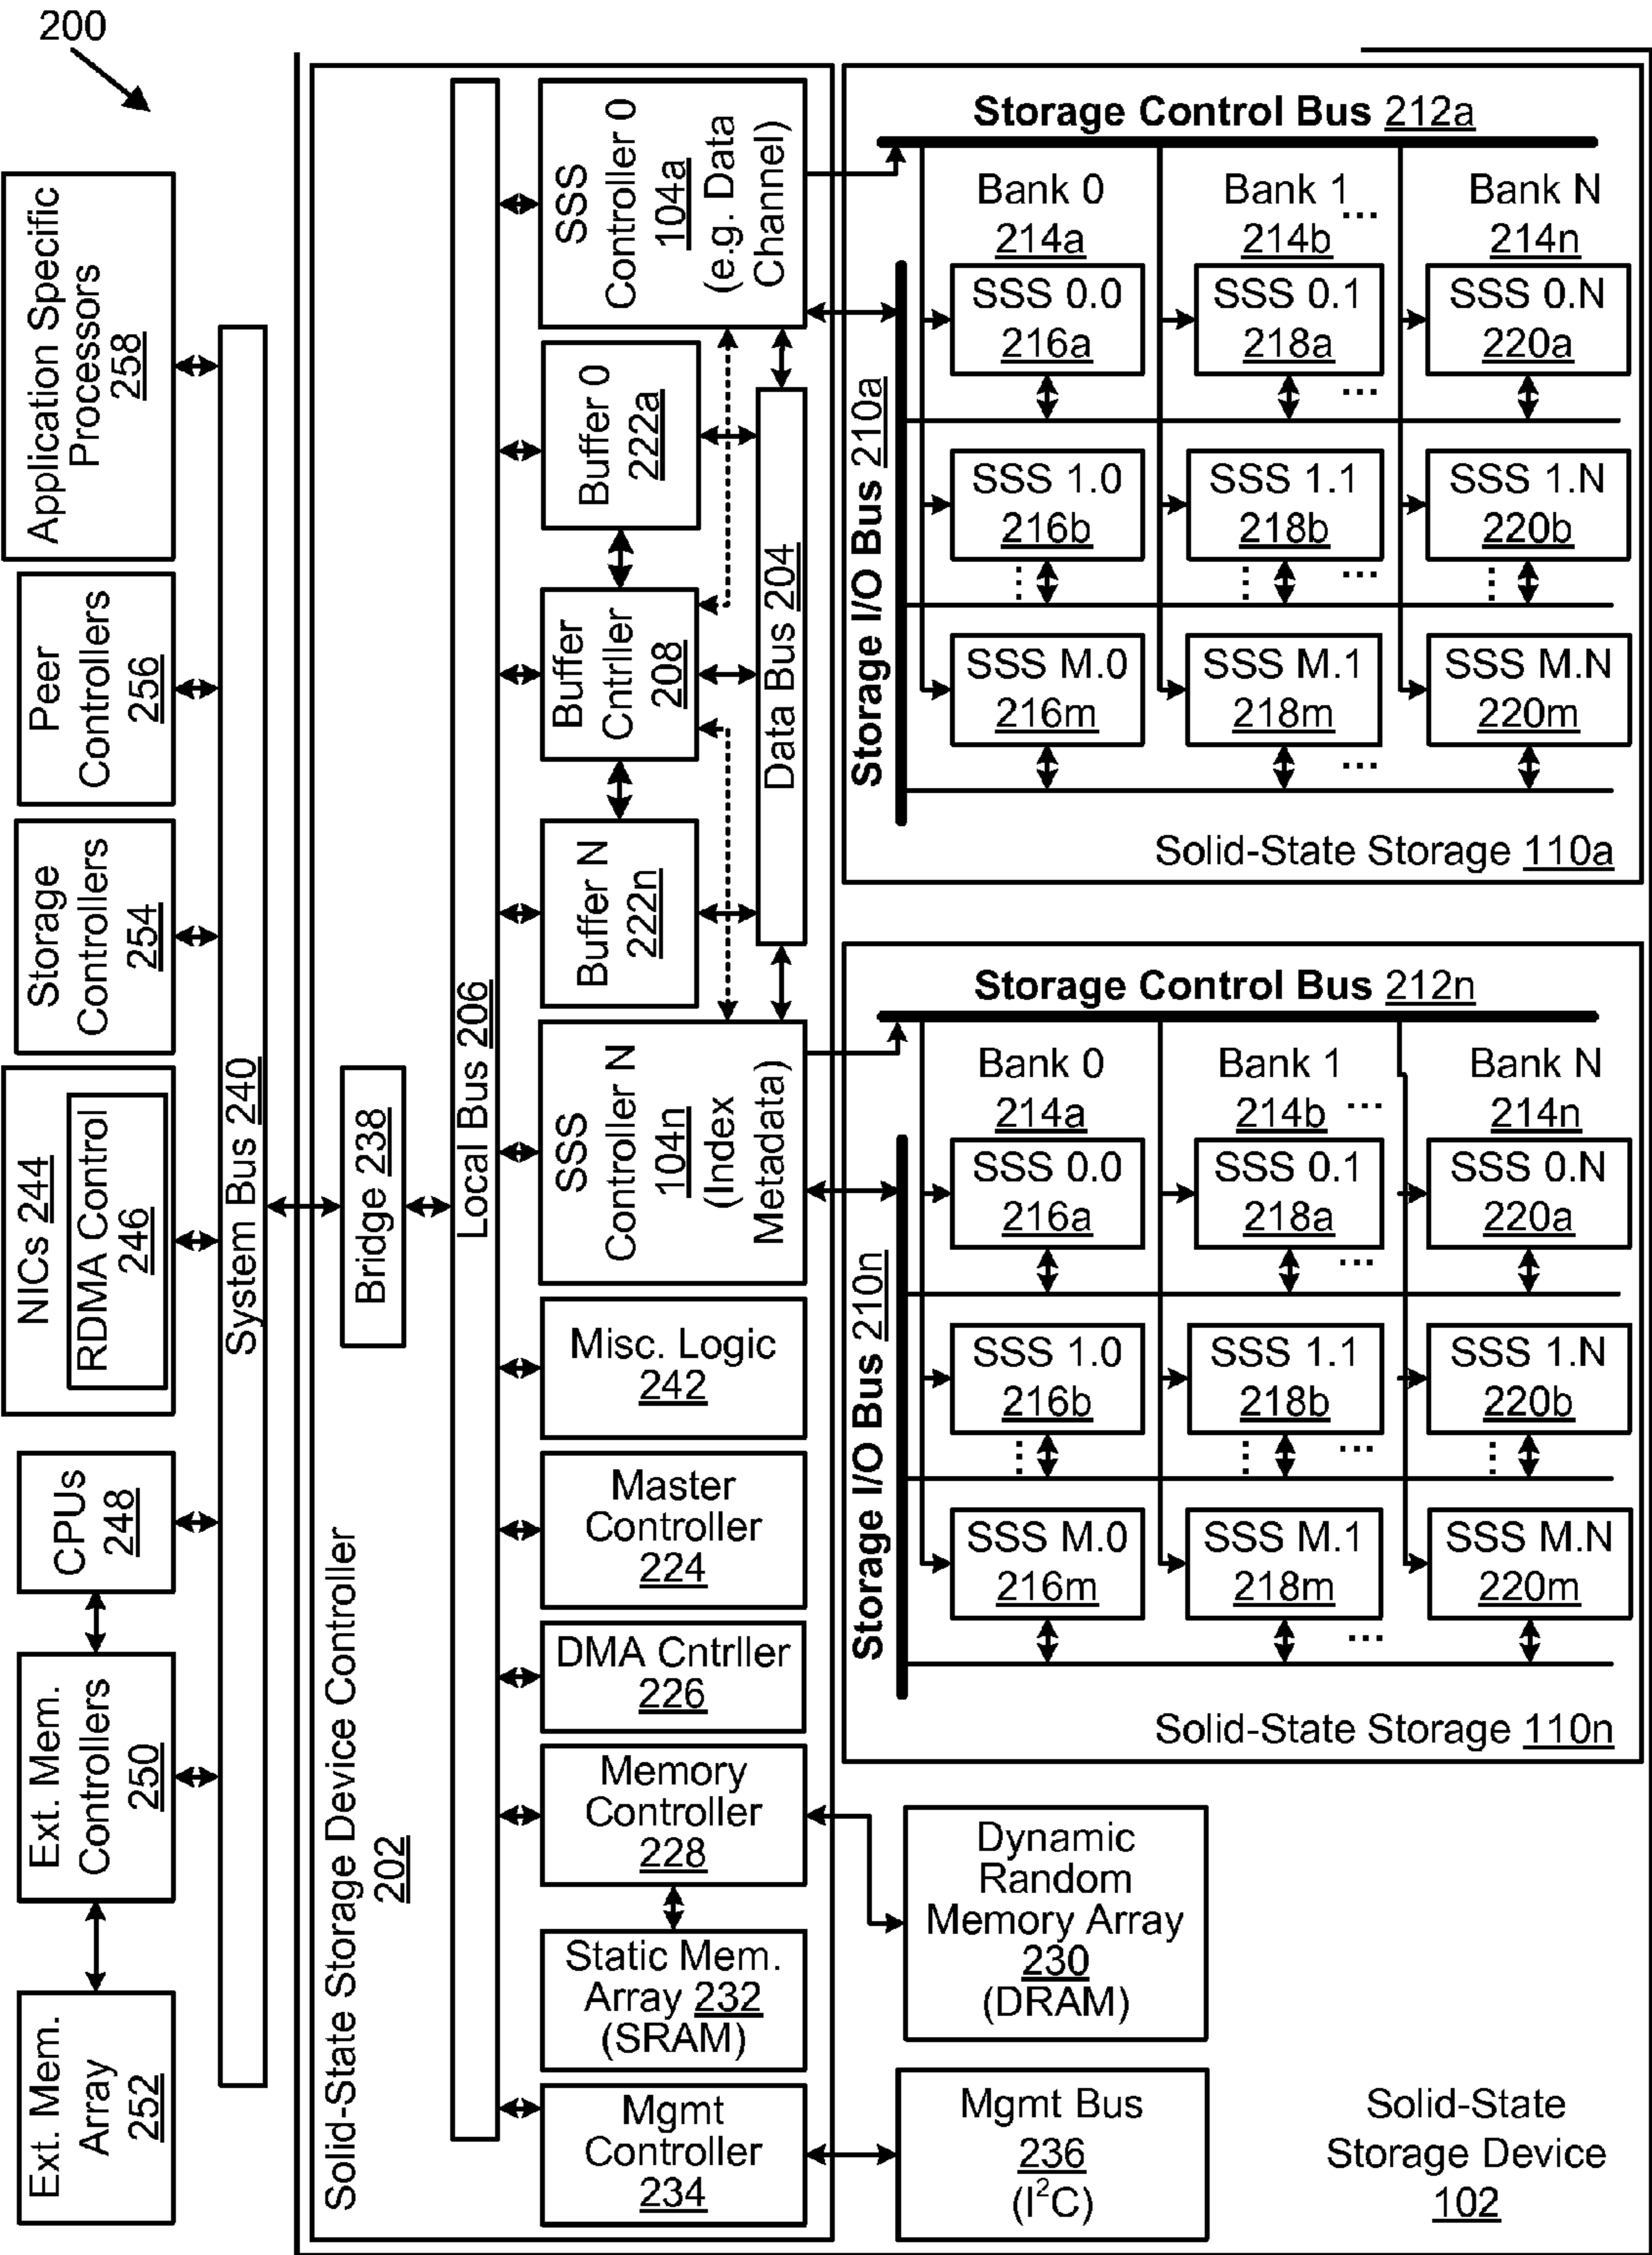 200
Application Specific
Processors
258
Peer
Controllers
256
Storage
Controllers
254
NICs 244
RDMA Control
246
CPUs
248
Ext. Mem.
Controllers
250
Ext. Mem.
Array
252
System Bus 240
Bridge 238
Solid-State Storage Device Controller
202
Local Bus 206
SSS
Controller 0
104a
(e.g. Data
Channel)
Buffer 0
222a
Buffer
Cntrller
208
Buffer N
222n
Data Bus 204
SSS
Controller N
104n
(Index
Metadata)
Misc. Logic
242
Master
Controller
224
DMA Cntrller
226
Memory
Controller
228
Static Mem.
Array 232
(SRAM)
Mgmt
Controller
234
Storage Control Bus 212a
Storage I/O Bus 210a
Bank 0
214a
Bank 1
...
214b
Bank N
214n
SSS 0.0
216a
SSS 0.1
218a
SSS 0.N
220a
...
SSS 1.0
216b
SSS 1.1
218b
SSS 1.N
220b
... ... ... ...
SSS M.0
216m
SSS M.1
218m
SSS M.N
220m
...
Solid-State Storage 110a
Storage Control Bus 212n
Storage I/O Bus 210n
Bank 0
214a
Bank 1
214b ...
Bank N
214n
SSS 0.0
216a
SSS 0.1
218a
SSS 0.N
220a
...
SSS 1.0
216b
SSS 1.1
218b
SSS 1.N
220b
... ... ... ...
SSS M.0
216m
SSS M.1
218m
SSS M.N
220m
...
Solid-State Storage 110n
Dynamic
Random
Memory Array
230
(DRAM)
Mgmt Bus
236
(I²C)
Solid-State
Storage Device
102